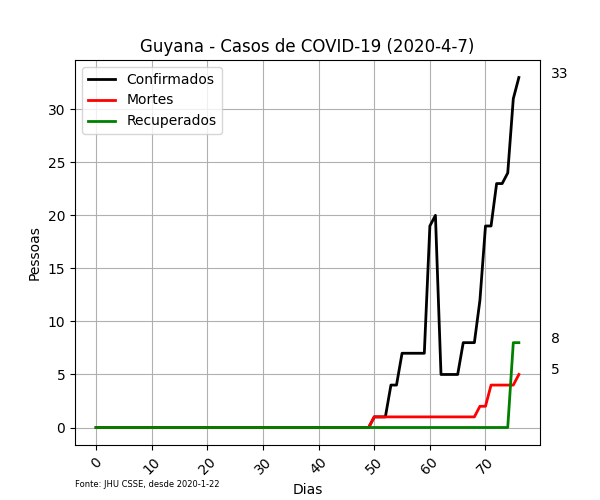 Guyana - Casos de COVID-19 (2020-4-7)
Confirmados
Mortes
Recuperados
33
8
5
Pessoas
30
25
20
15
10
5
0
0
10
20
30
40
50
60
70
Dias
Fonte: JHU CSSE, desde 2020-1-22